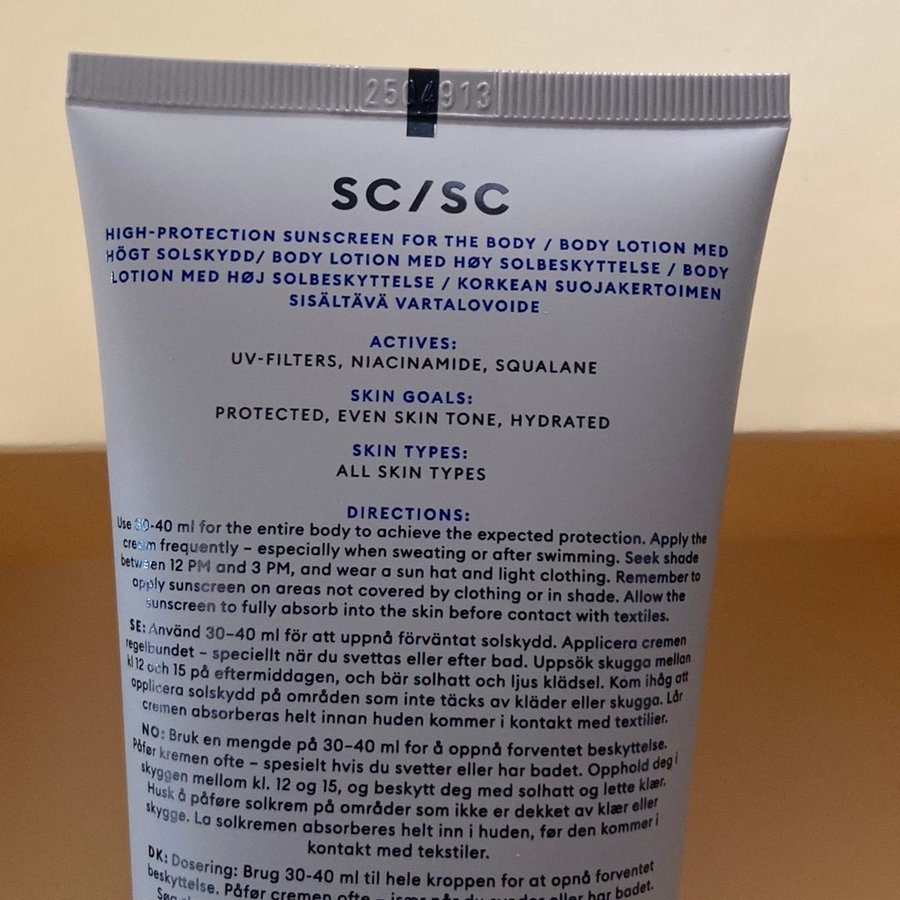 2504913
SC/SC
HIGH-PROTECTION SUNSCREEN FOR THE BODY / BODY LOTION MED
HÖGT SOLSKYDD/ BODY LOTION MED HØY SOLBESKYTTELSE / BODY
LOTION MED HØJ SOLBESKYTTELSE / KORKEAN SUOJAKERTOIMEN
SISÄLTÄVÄ VARTALOVOIDE
ACTIVES:
UV-FILTERS, NIACINAMIDE, SQUALANE
SKIN GOALS:
PROTECTED, EVEN SKIN TONE, HYDRATED
SKIN TYPES:
ALL SKIN TYPES
DIRECTIONS:
Use 30-40 ml for the entire body to achieve the expected protection. Apply the
cream frequently – especially when sweating or after swimming. Seek shade
between 12 PM and 3 PM, and wear a sun hat and light clothing. Remember to
apply sunscreen on areas not covered by clothing or in shade. Allow the
sunscreen to fully absorb into the skin before contact with textiles.
SE: Använd 30–40 ml för att uppnå förväntat solskydd. Applicera cremen
regelbundet – speciellt när du svettas eller efter bad. Uppsök skugga mellan
kl 12 och 15 på eftermiddagen, och bär solhatt och ljus klädsel. Kom ihåg att
applicera solskydd på områden som inte täcks av kläder eller skugga. Låt
cremen absorberas helt innan huden kommer i kontakt med textilier.
NO: Bruk en mengde på 30–40 ml for å oppnå forventet beskyttelse.
Påfør kremen ofte – spesielt hvis du svetter eller har badet. Opphold deg i
skyggen mellom kl. 12 og 15, og beskytt deg med solhatt og lette klær.
Husk å påføre solkrem på områder som ikke er dekket av klær eller
skygge. La solkremen absorberes helt inn i huden, før den kommer i
kontakt med tekstiler.
DK: Dosering: Brug 30-40 ml til hele kroppen for at opnå forventet
beskyttelse. Påfør cremen ofte – især når du sveder eller har badet.